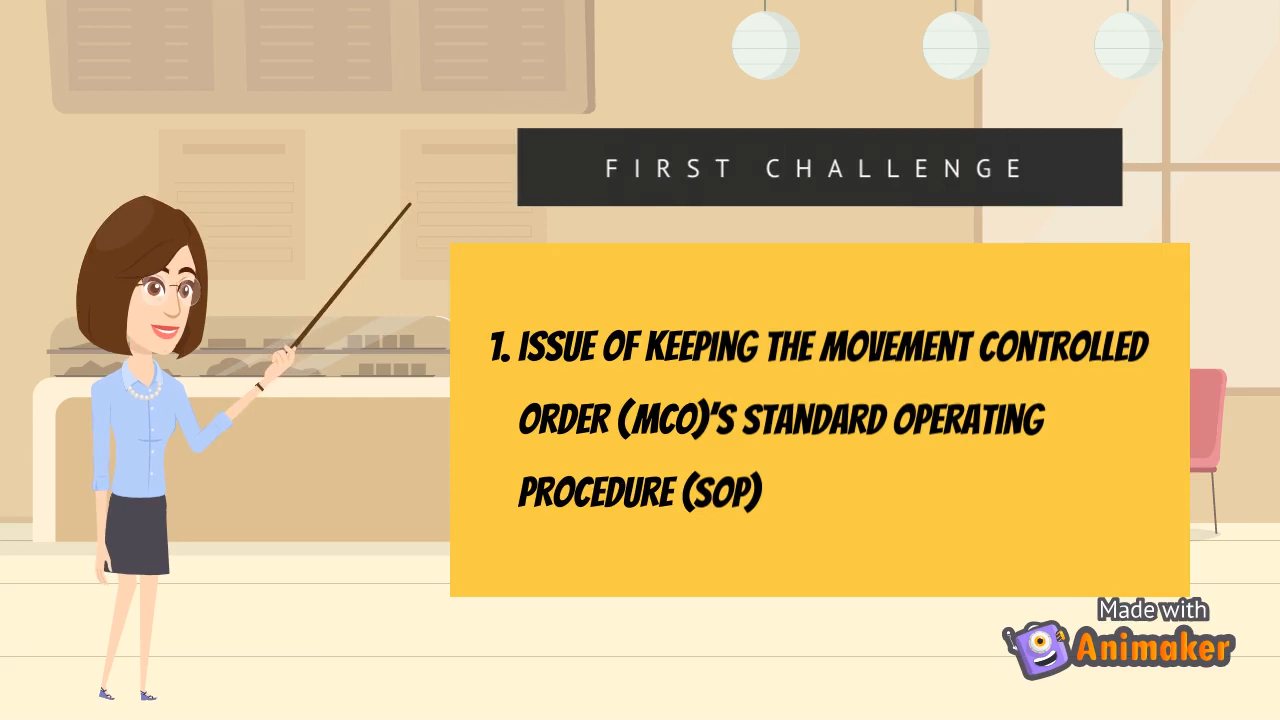 FIRST CHALLENGE
1. ISSUE OF KEEPING THE MOVEMENT CONTROLLED
ORDER (MCO)'S STANDARD OPERATING
PROCEDURE (SOP)
Made with
Animaker